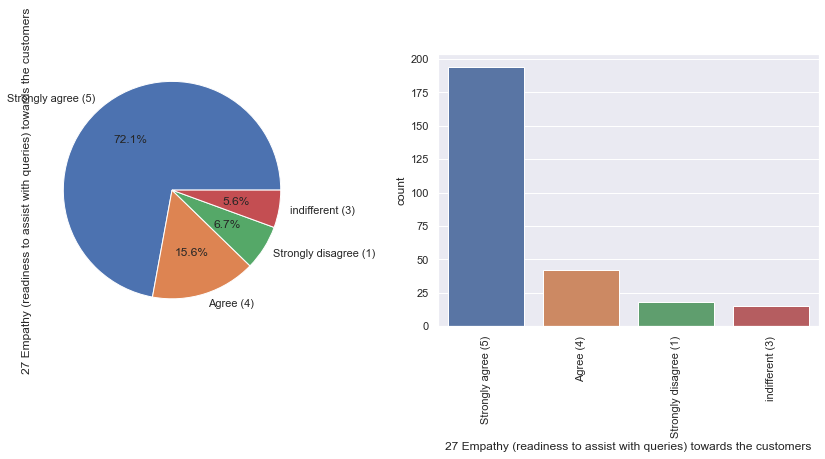 27 Empathy (readiness to assist with queries) towards the customers
Strongly agree (5)
72.1%
5.6%
indifferent (3)
6.7%
15.6%
Strongly disagree (1)
Agree (4)
count
200
175
150
125
100
75
50
25
0
Strongly agree (5)
Agree (4)
Strongly disagree (1)
indifferent (3)
27 Empathy (readiness to assist with queries) towards the customers